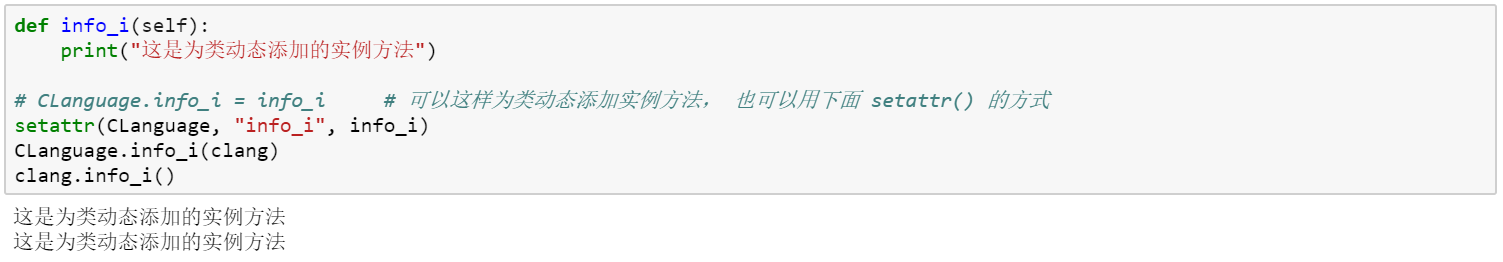 def info_i(self):
    print("这是为类动态添加的实例方法")
# CLanguage.info_i = info_i     # 可以这样为类动态添加实例方法， 也可以用下面 setattr() 的方式
setattr(CLanguage, "info_i", info_i)
CLanguage.info_i(clang)
clang.info_i()
这是为类动态添加的实例方法
这是为类动态添加的实例方法